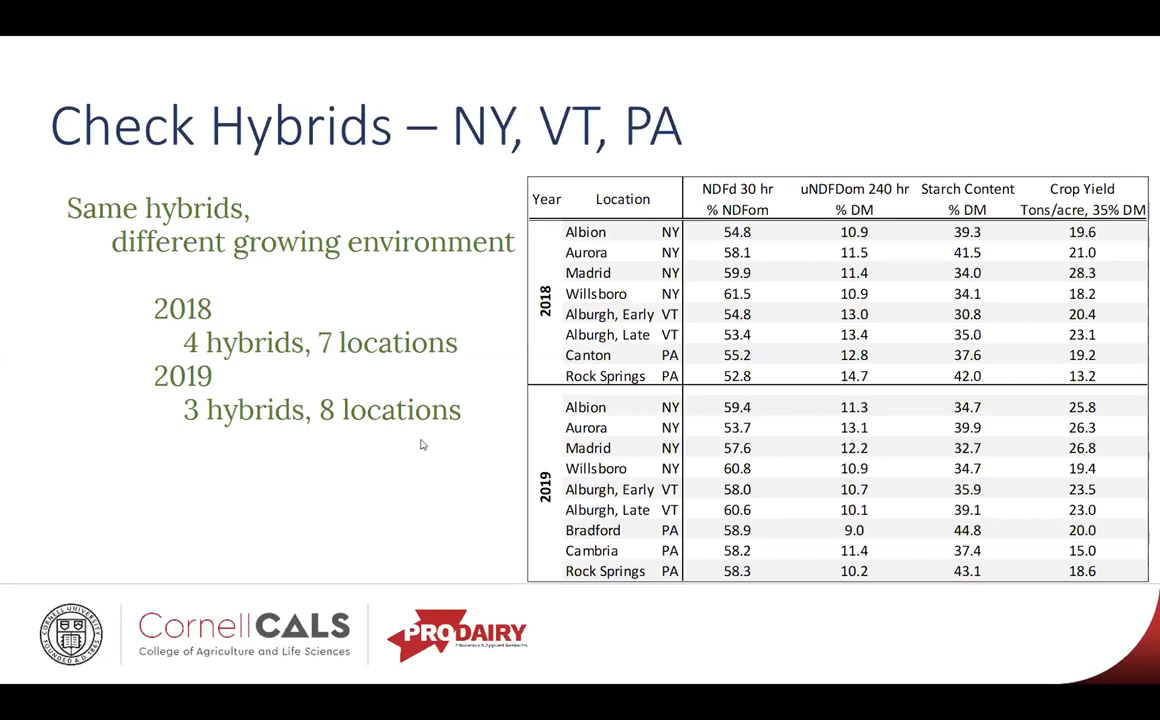 Check Hybrids – NY, VT, PA
Same hybrids,
different growing environment
2018
4 hybrids, 7 locations
2019
3 hybrids, 8 locations
Year Location NDFd 30 hr uNDFDom 240 hr Starch Content Crop Yield
% NDFom % DM % DM Tons/acre, 35% DM
2018
Albion NY 54.8 10.9 39.3 19.6
Aurora NY 58.1 11.5 41.5 21.0
Madrid NY 59.9 11.4 34.0 28.3
Willsboro NY 61.5 10.9 34.1 18.2
Alburgh, Early VT 54.8 13.0 30.8 20.4
Alburgh, Late VT 53.4 13.4 35.0 23.1
Canton PA 55.2 12.8 37.6 19.2
Rock Springs PA 52.8 14.7 42.0 13.2
2019
Albion NY 59.4 11.3 34.7 25.8
Aurora NY 53.7 13.1 39.9 26.3
Madrid NY 57.6 12.2 32.7 26.8
Willsboro NY 60.8 10.9 34.7 19.4
Alburgh, Early VT 58.0 10.7 35.9 23.5
Alburgh, Late VT 60.6 10.1 39.1 23.0
Bradford PA 58.9 9.0 44.8 20.0
Cambria PA 58.2 11.4 37.4 15.0
Rock Springs PA 58.3 10.2 43.1 18.6
CornellCALS
College of Agriculture and Life Sciences
PRODAIRY
Education & Applied Research